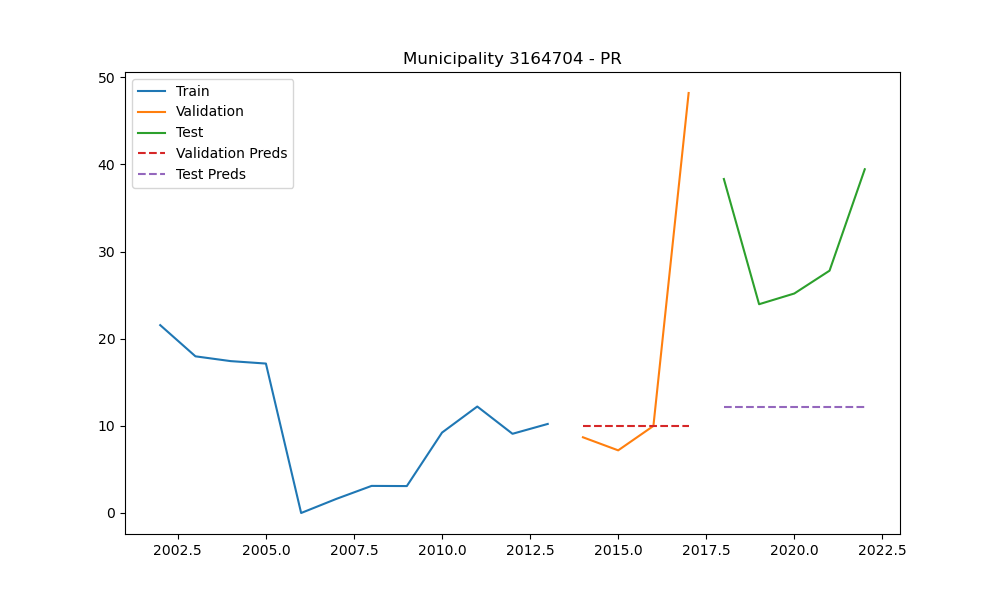 Municipality 3164704 - PR
50
40
30
20
10
0
Train
Validation
Test
Validation Preds
Test Preds
2002.5 2005.0 2007.5 2010.0 2012.5 2015.0 2017.5 2020.0 2022.5